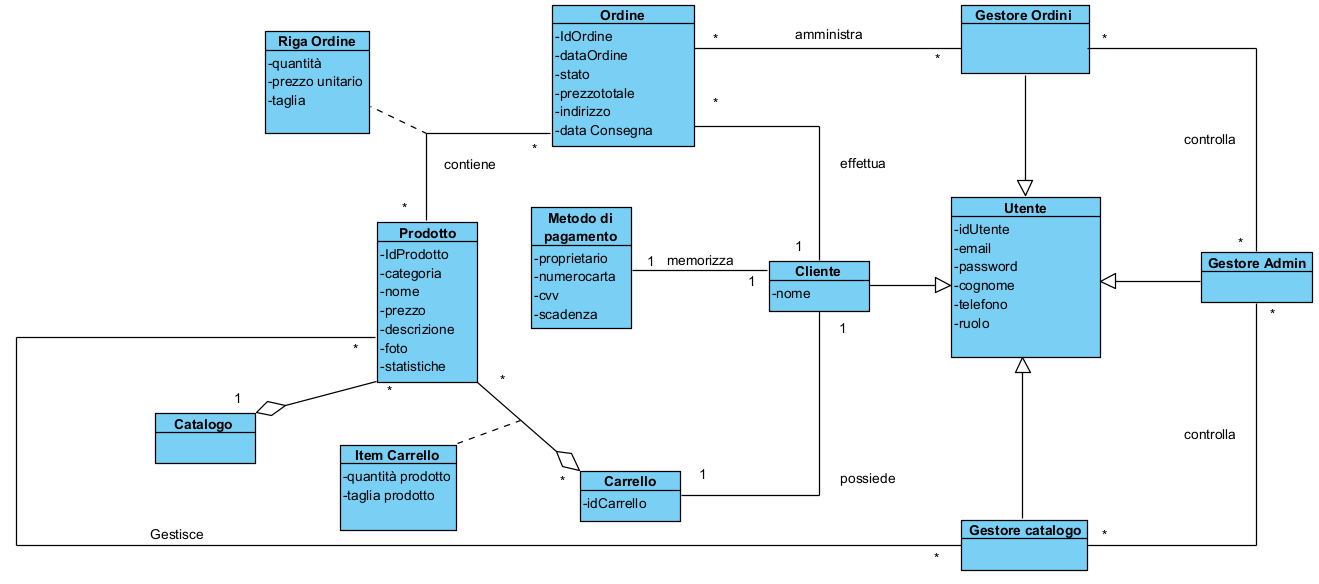 Riga Ordine
-quantità
-prezzo unitario
-taglia
Ordine
-IdOrdine
-dataOrdine
-stato
-prezzototale
-indirizzo
-data Consegna
*
amministra
*
Gestore Ordini
*
controlla
*
*
effettua
1
*
contiene
*
Prodotto
-IdProdotto
-categoria
-nome
-prezzo
-descrizione
-foto
-statistiche
Metodo di
pagamento
-proprietario
-numerocarta
-cvv
-scadenza
1
memorizza
1
Cliente
-nome
1
Utente
-idUtente
-email
-password
-cognome
-telefono
-ruolo
Gestore Admin
*
controlla
*
*
*
1
Catalogo
*
Item Carrello
-quantità prodotto
-taglia prodotto
*
Carrello
-idCarrello
1
possiede
Gestore catalogo
*
Gestisce